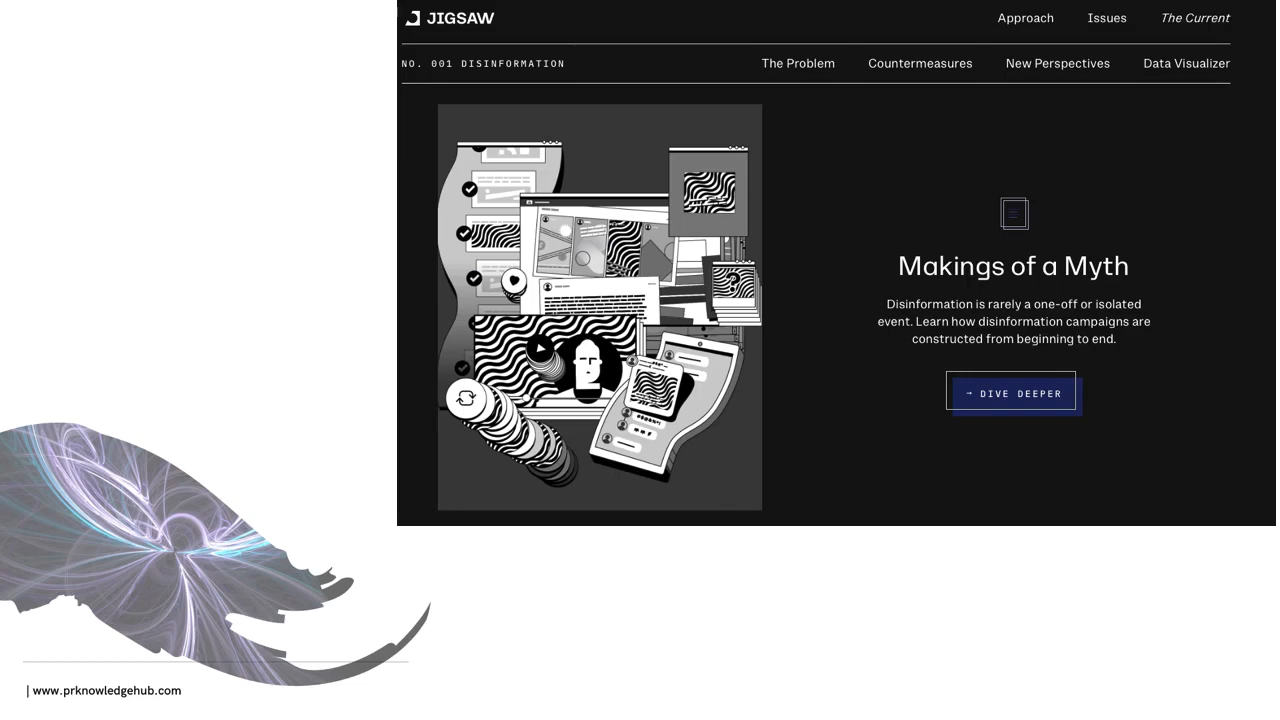 JIGSAW
Approach Issues The Current
NO. 001 DISINFORMATION
The Problem Countermeasures New Perspectives Data Visualizer
Makings of a Myth
Disinformation is rarely a one-off or isolated
event. Learn how disinformation campaigns are
constructed from beginning to end.
→ DIVE DEEPER
| www.prknowledgehub.com